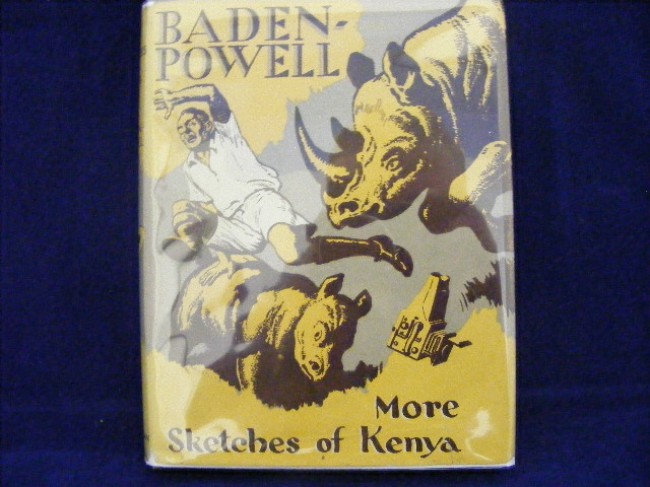 BADEN-
POWELL
More
Sketches of Kenya